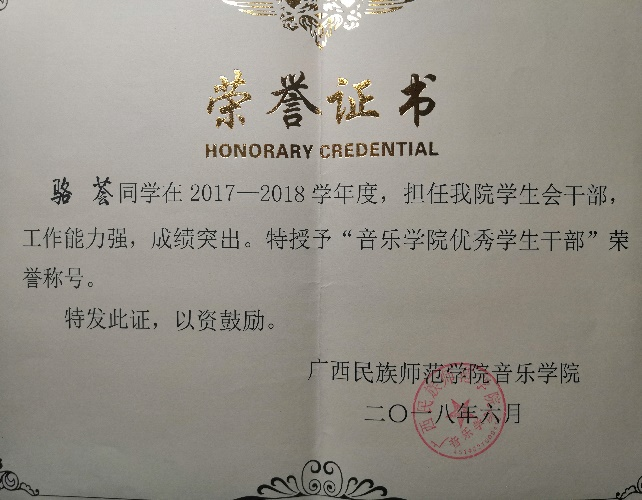 荣誉证书
HONORARY CREDENTIAL
骆荟同学在2017—2018学年度，担任我院学生会干部，
工作能力强，成绩突出。特授予“音乐学院优秀学生干部”荣
誉称号。
特发此证，以资鼓励。
广西民族师范学院音乐学院
二〇一八年六月